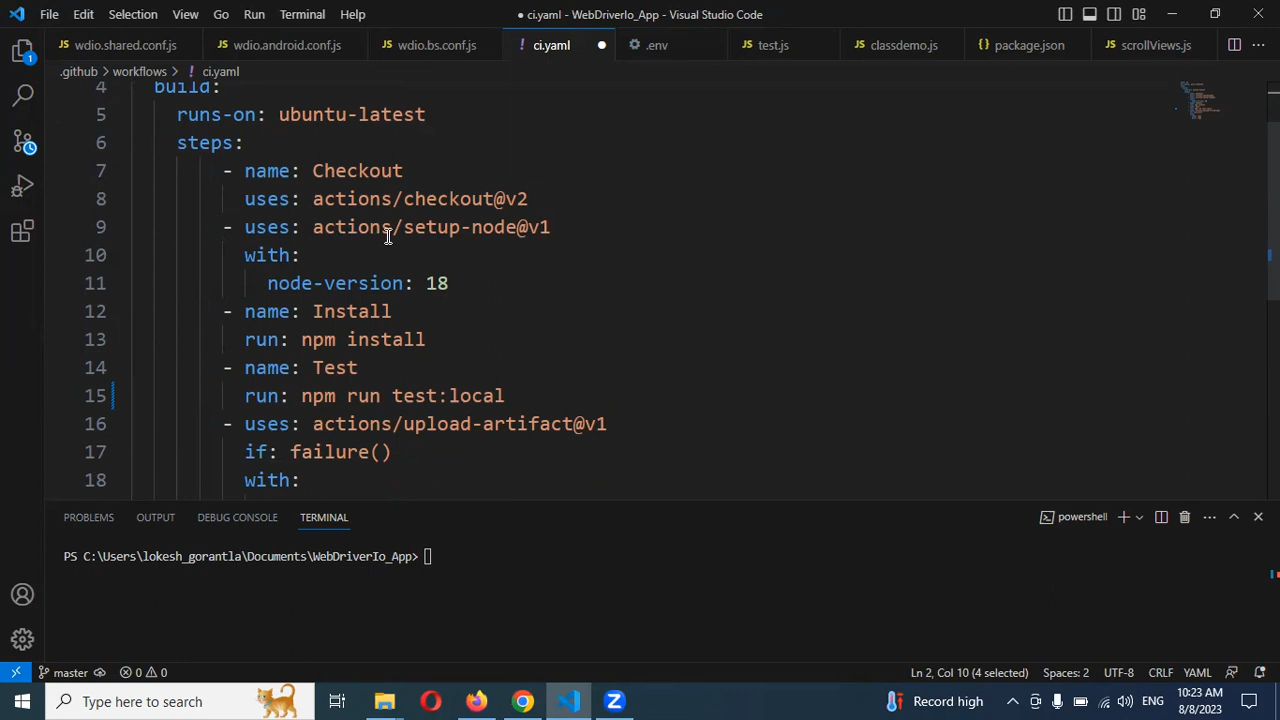 File Edit Selection View Go Run Terminal Help
● ci.yaml - WebDriverIo_App - Visual Studio Code
wdio.shared.conf.js wdio.android.conf.js wdio.bs.conf.js ! ci.yaml ● .env test.js classdemo.js {} package.json scrollViews.js
.github > workflows > ! ci.yaml
4 build:
5 runs-on: ubuntu-latest
6 steps:
7 - name: Checkout
8 uses: actions/checkout@v2
9 - uses: actions/setup-node@v1
10 with:
11 node-version: 18
12 - name: Install
13 run: npm install
14 - name: Test
15 run: npm run test:local
16 - uses: actions/upload-artifact@v1
17 if: failure()
18 with:
PROBLEMS OUTPUT DEBUG CONSOLE TERMINAL
powershell
PS C:\Users\lokesh_gorantla\Documents\WebDriverIo_App>
master 0 0
Ln 2, Col 10 (4 selected) Spaces: 2 UTF-8 CRLF YAML
Type here to search
Record high
ENG
10:23 AM
8/8/2023
1